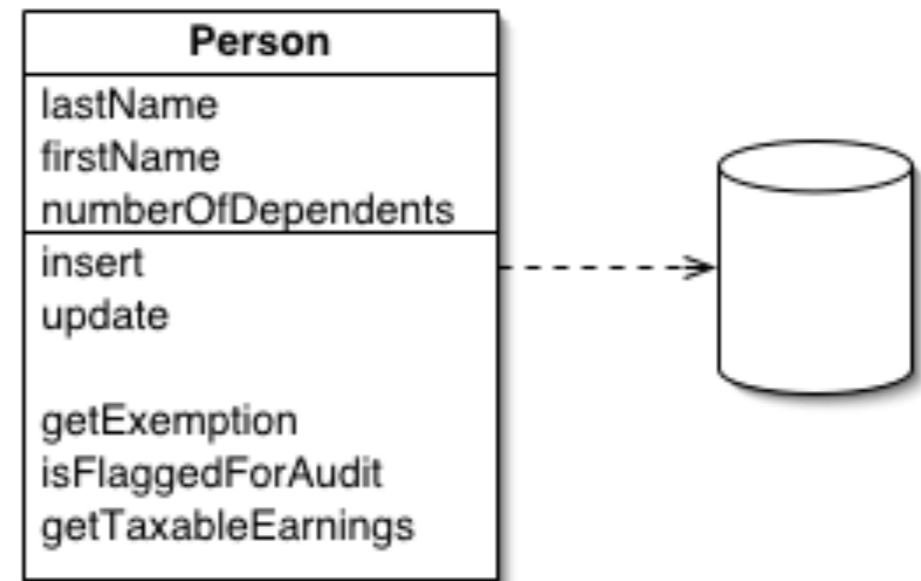 Person
lastName
firstName
numberOfDependents
insert
update
getExemption
isFlaggedForAudit
getTaxableEarnings